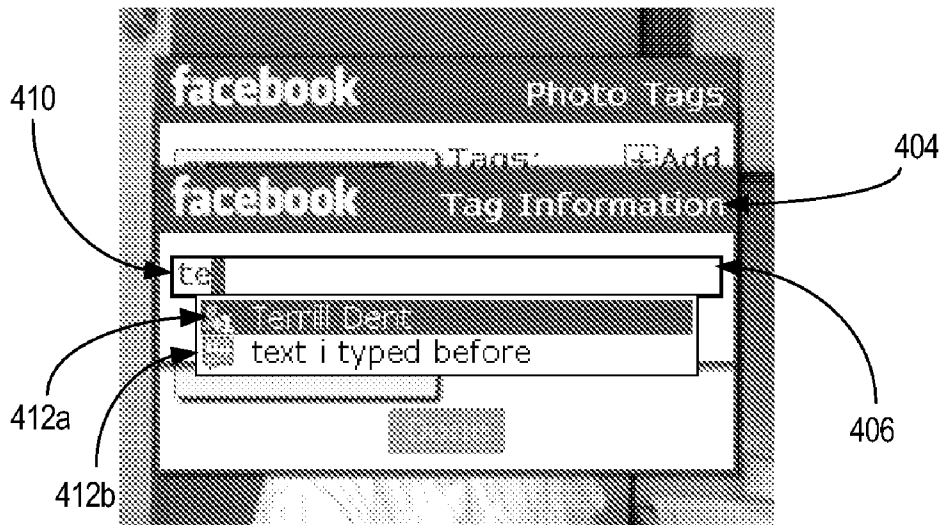 facebook Photo Tags
410
Tags: +Add
404
facebook Tag Information
te
Terrill Dent
text i typed before
412a
406
412b